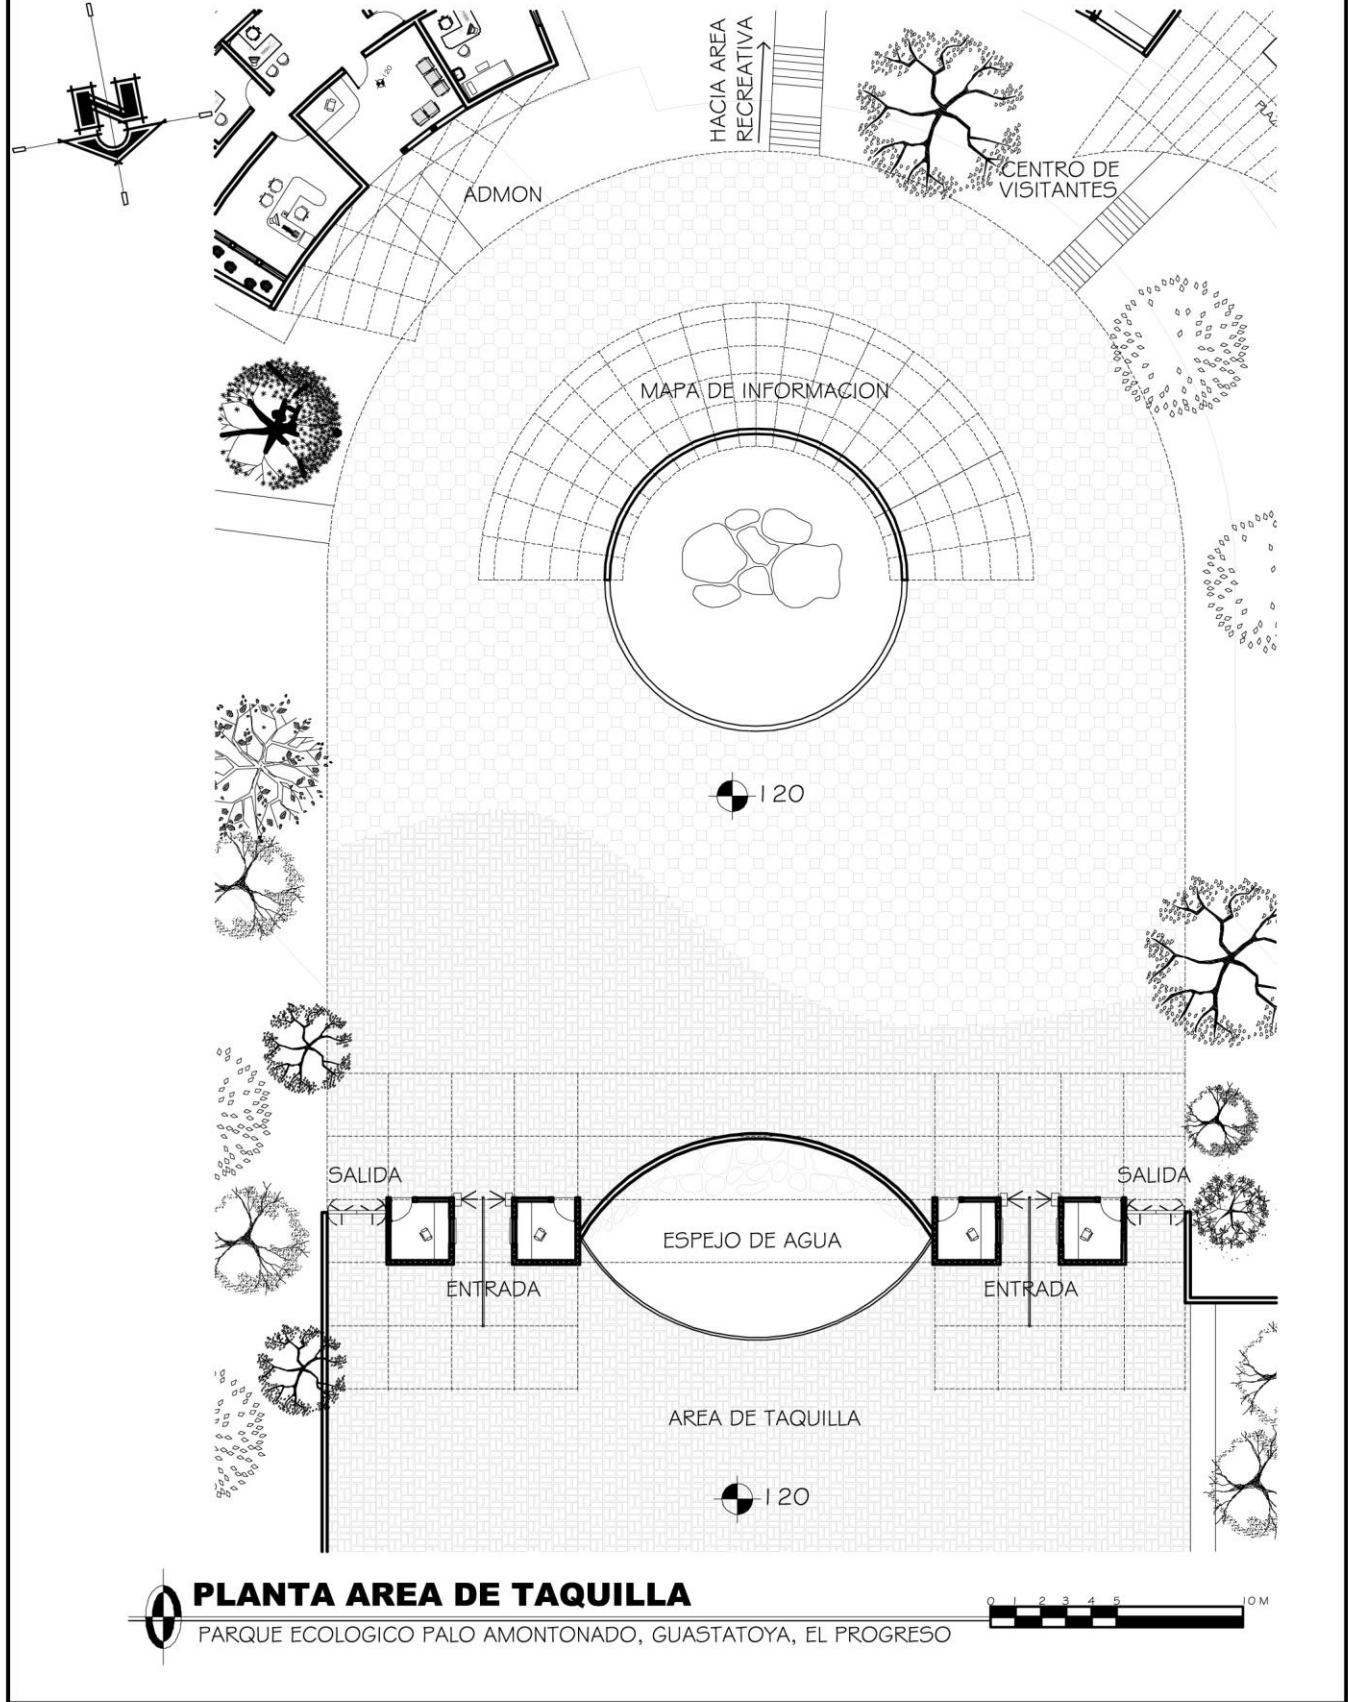 HACIA AREA
RECREATIVA
120
ADMON
CENTRO DE
VISITANTES
MAPA DE INFORMACION
120
SALIDA
SALIDA
ESPEJO DE AGUA
ENTRADA
ENTRADA
AREA DE TAQUILLA
120
PLANTA AREA DE TAQUILLA
PARQUE ECOLOGICO PALO AMONTONADO, GUASTATOYA, EL PROGRESO
0 1 2 3 4 5 10 M